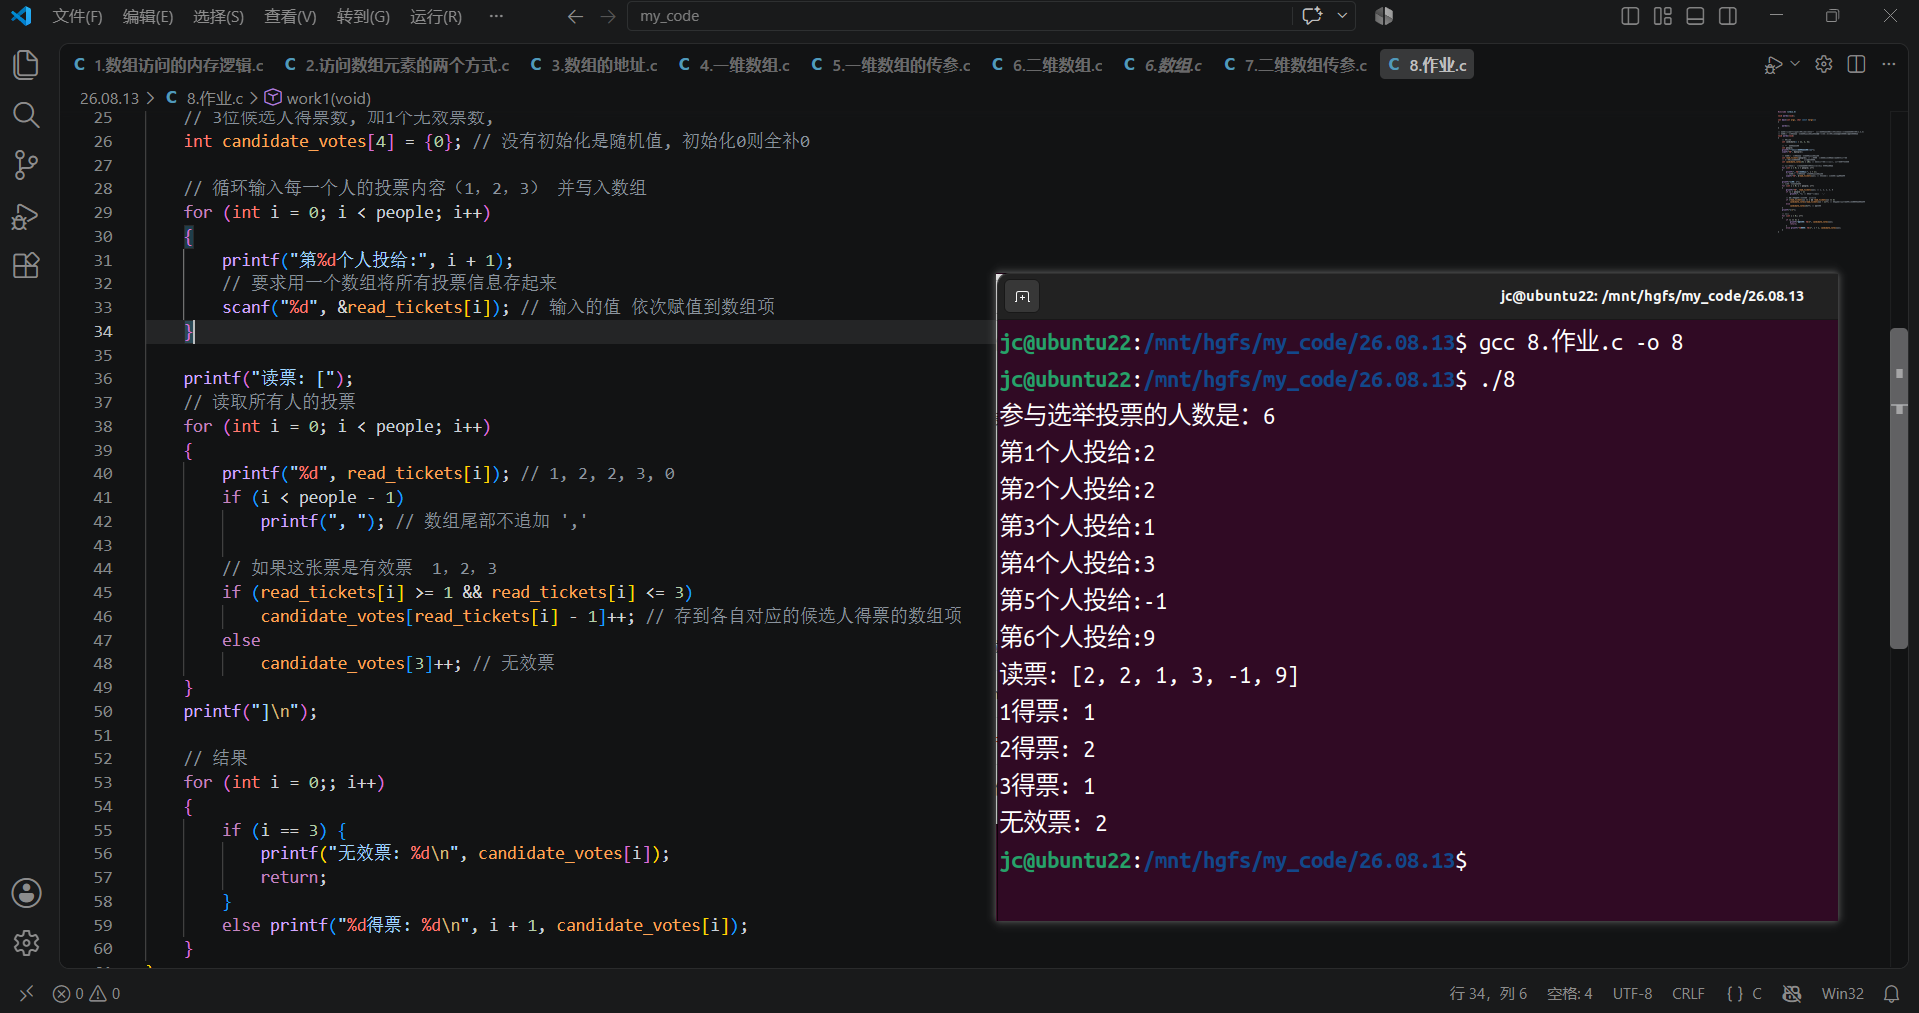 文件(F) 编辑(E) 选择(S) 查看(V) 转到(G) 运行(R) ··· my_code
C 1.数组访问的内存逻辑.c C 2.访问数组元素的两个方式.c C 3.数组的地址.c C 4.一维数组.c C 5.一维数组的传参.c C 6.二维数组.c C 6.数组.c C 7.二维数组传参.c C 8.作业.c
26.08.13 > C 8.作业.c > work1(void)
25 // 3位候选人得票数, 加1个无效票数,
26 int candidate_votes[4] = {0}; // 没有初始化是随机值, 初始化0则全补0
27
28 // 循环输入每一个人的投票内容（1, 2, 3） 并写入数组
29 for (int i = 0; i < people; i++)
30 {
31 printf("第%d个人投给:", i + 1);
32 // 要求用一个数组将所有投票信息存起来
33 scanf("%d", &read_tickets[i]); // 输入的值 依次赋值到数组项
34 }
35
36 printf("读票: [");
37 // 读取所有人的投票
38 for (int i = 0; i < people; i++)
39 {
40 printf("%d", read_tickets[i]); // 1, 2, 2, 3, 0
41 if (i < people - 1)
42 printf(", "); // 数组尾部不追加 ','
43
44 // 如果这张票是有效票 1, 2, 3
45 if (read_tickets[i] >= 1 && read_tickets[i] <= 3)
46 candidate_votes[read_tickets[i] - 1]++; // 存到各自对应的候选人得票的数组项
47 else
48 candidate_votes[3]++; // 无效票
49 }
50 printf("]\n");
51
52 // 结果
53 for (int i = 0;; i++)
54 {
55 if (i == 3) {
56 printf("无效票: %d\n", candidate_votes[i]);
57 return;
58 }
59 else printf("%d得票: %d\n", i + 1, candidate_votes[i]);
60 }
jc@ubuntu22: /mnt/hgfs/my_code/26.08.13
jc@ubuntu22:/mnt/hgfs/my_code/26.08.13$ gcc 8.作业.c -o 8
jc@ubuntu22:/mnt/hgfs/my_code/26.08.13$ ./8
参与选举投票的人数是: 6
第1个人投给:2
第2个人投给:2
第3个人投给:1
第4个人投给:3
第5个人投给:-1
第6个人投给:9
读票: [2, 2, 1, 3, -1, 9]
1得票: 1
2得票: 2
3得票: 1
无效票: 2
jc@ubuntu22:/mnt/hgfs/my_code/26.08.13$
0 0 行 34, 列 6 空格: 4 UTF-8 CRLF { } C Win32